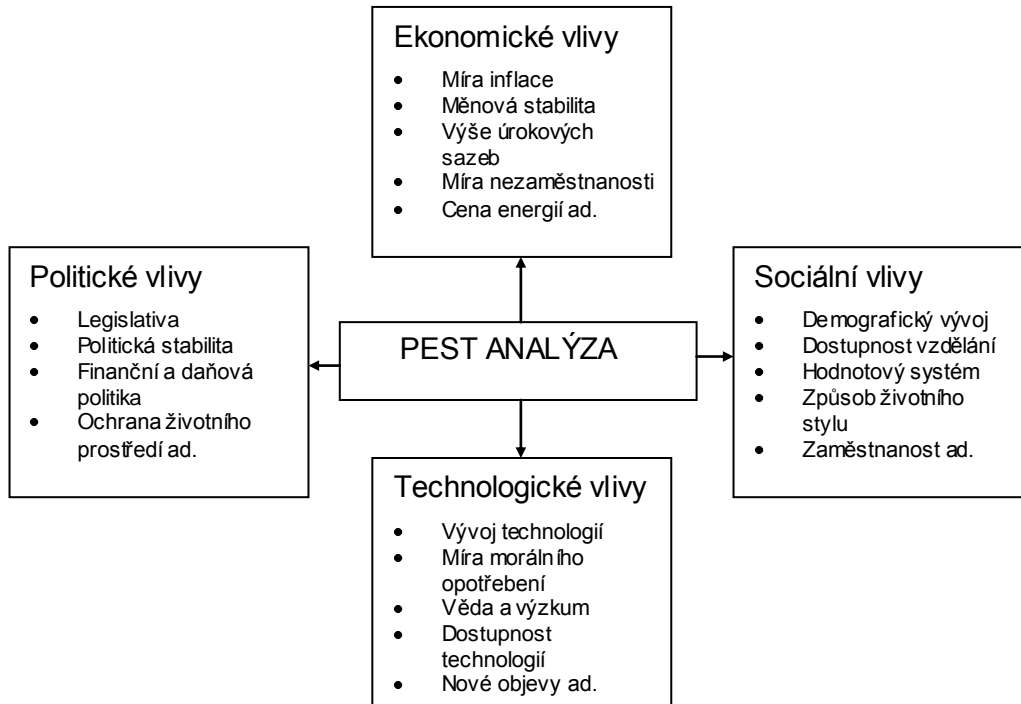 Ekonomické vlivy
• Míra inflace
• Měnová stabilita
• Výše úrokových
sazeb
• Míra nezaměstnanosti
• Cena energií ad.
Politické vlivy
• Legislativa
• Politická stabilita
• Finanční a daňová
politika
• Ochrana životního
prostředí ad.
PEST ANALÝZA
Sociální vlivy
• Demografický vývoj
• Dostupnost vzdělání
• Hodnotový systém
• Způsob životního
stylu
• Zaměstnanost ad.
Technologické vlivy
• Vývoj technologií
• Míra morálního
opotřebení
• Věda a výzkum
• Dostupnost
technologií
• Nové objevy ad.